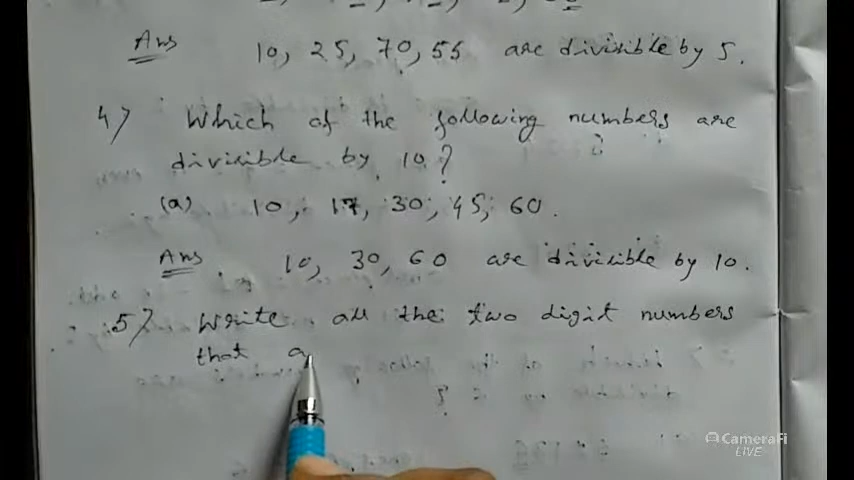 Ans 10, 25, 70, 55 are divisible by 5.
4) Which of the following numbers are
divisible by 10?
(a) 10, 17, 30, 45, 60.
Ans 10, 30, 60 are divisible by 10.
5) Write all the two digit numbers
that a
CameraFi
LIVE